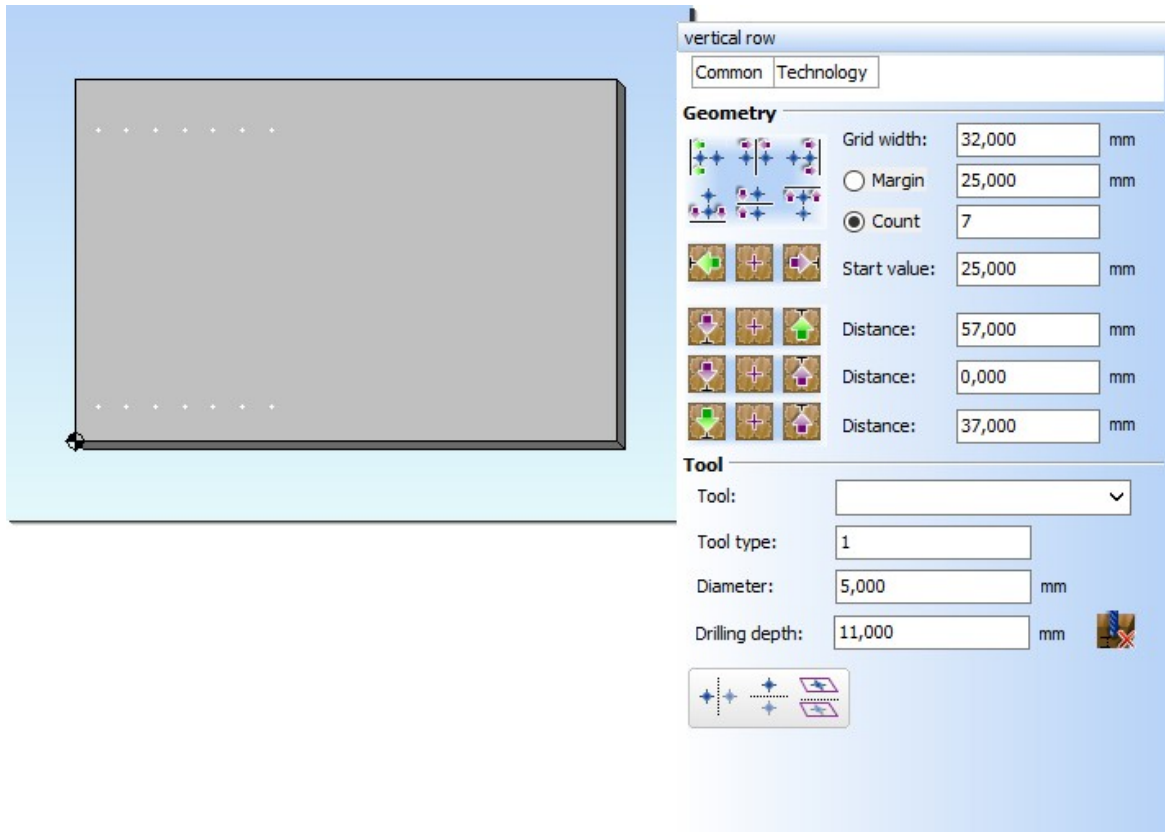 vertical row
Common Technology
Geometry
Grid width: 32,000 mm
Margin 25,000 mm
Count 7
Start value: 25,000 mm
Distance: 57,000 mm
Distance: 0,000 mm
Distance: 37,000 mm
Tool
Tool:
Tool type: 1
Diameter: 5,000 mm
Drilling depth: 11,000 mm